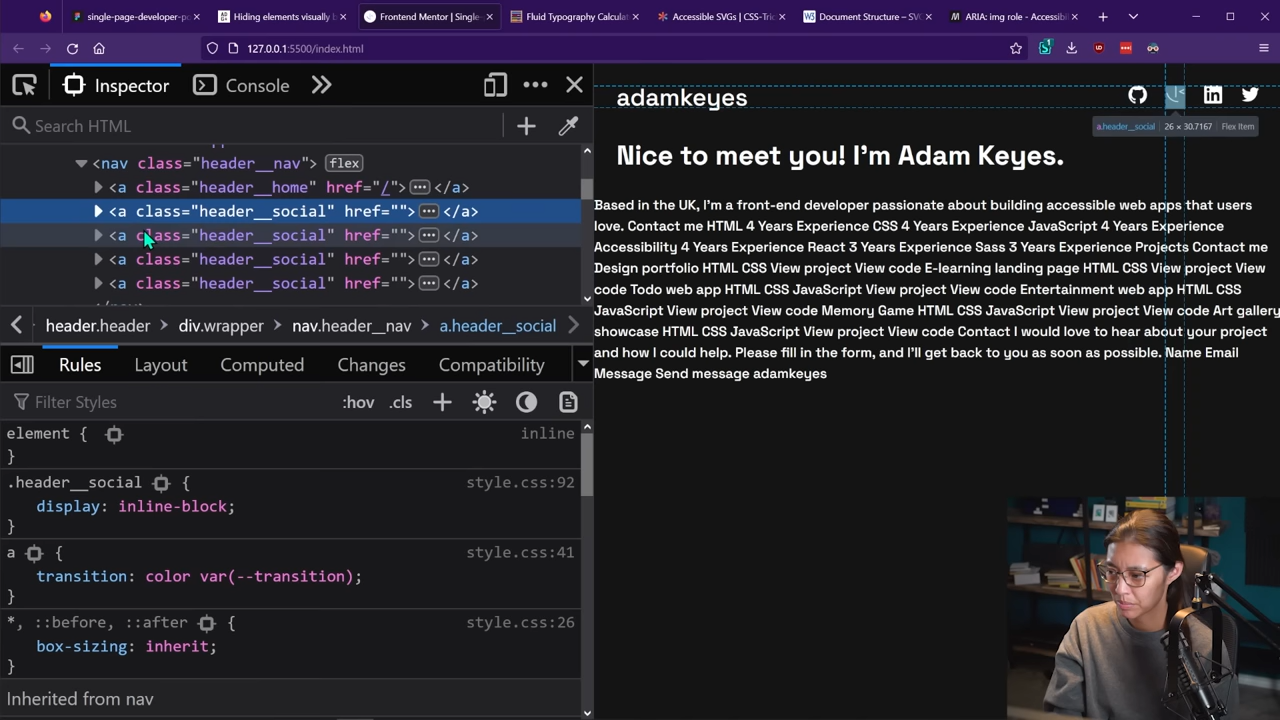 single-page-developer-po
Hiding elements visually b
Frontend Mentor | Single-
Fluid Typography Calculat
Accessible SVGs | CSS-Tric
Document Structure – SVG
ARIA: img role - Accessibi
127.0.0.1:5500/index.html
Inspector
Console
Search HTML
<nav class="header__nav"> flex
<a class="header__home" href="/"> ••• </a>
<a class="header__social" href=""> ••• </a>
<a class="header__social" href=""> ••• </a>
<a class="header__social" href=""> ••• </a>
<a class="header__social" href=""> ••• </a>
header.header
div.wrapper
nav.header__nav
a.header__social
Rules
Layout
Computed
Changes
Compatibility
Filter Styles
:hov
.cls
element {
inline
}
.header__social {
style.css:92
display: inline-block;
}
a {
style.css:41
transition: color var(--transition);
}
*, ::before, ::after {
style.css:26
box-sizing: inherit;
}
Inherited from nav
adamkeyes
a.header__social
26 × 30.7167
Flex Item
Nice to meet you! I'm Adam Keyes.
Based in the UK, I'm a front-end developer passionate about building accessible web apps that users
love. Contact me HTML 4 Years Experience CSS 4 Years Experience JavaScript 4 Years Experience
Accessibility 4 Years Experience React 3 Years Experience Sass 3 Years Experience Projects Contact me
Design portfolio HTML CSS View project View code E-learning landing page HTML CSS View project View
code Todo web app HTML CSS JavaScript View project View code Entertainment web app HTML CSS
JavaScript View project View code Memory Game HTML CSS JavaScript View project View code Art gallery
showcase HTML CSS JavaScript View project View code Contact I would love to hear about your project
and how I could help. Please fill in the form, and I'll get back to you as soon as possible. Name Email
Message Send message adamkeyes